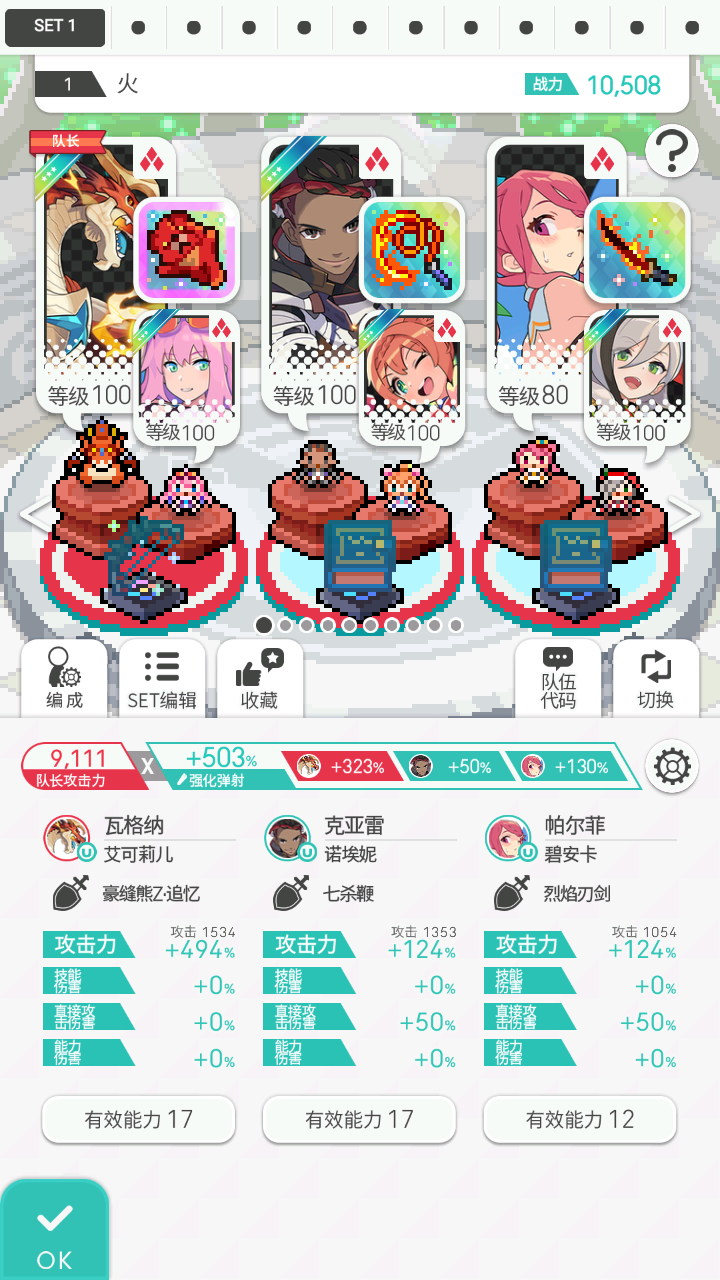 SET 1
1 火 战力 10,508
队长
?
等级100 等级100 等级80
等级100 等级100 等级100
编成 SET编辑 收藏 队伍代码 切换
9,111 队长攻击力 X +503% 强化弹射 +323% +50% +130%
瓦格纳 克亚雷 帕尔菲
艾可莉儿 诺埃妮 碧安卡
豪缝熊Z·追忆 七杀鞭 烈焰刃剑
攻击 1534 攻击 1353 攻击 1054
攻击力 +494% 攻击力 +124% 攻击力 +124%
技能伤害 +0% 技能伤害 +0% 技能伤害 +0%
直接攻击伤害 +0% 直接攻击伤害 +50% 直接攻击伤害 +50%
能力伤害 +0% 能力伤害 +0% 能力伤害 +0%
有效能力 17 有效能力 17 有效能力 12
OK